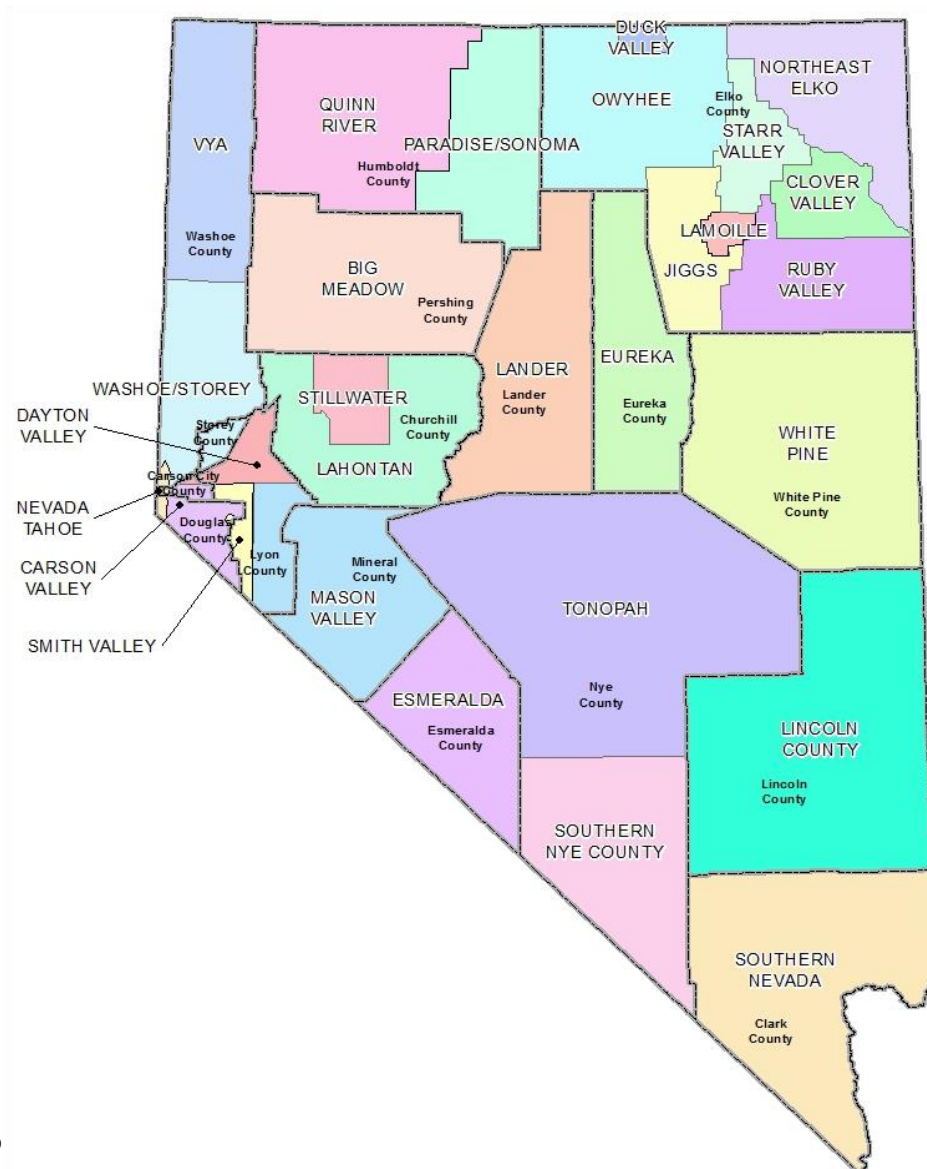 DUCK
VALLEY
NORTHEAST
ELKO
QUINN
RIVER
OWYHEE
Elko
County
STARR
VALLEY
VYA
PARADISE/SONOMA
Humboldt
County
CLOVER
VALLEY
Washoe
County
LAMOILLE
BIG
MEADOW
JIGGS
RUBY
VALLEY
Pershing
County
WASHOE/STOREY
STILLWATER
LANDER
Lander
County
EUREKA
Eureka
County
DAYTON
VALLEY
Storey
County
Churchill
County
WHITE
PINE
LAHONTAN
Carson City
County
White Pine
County
NEVADA
TAHOE
Douglas
County
CARSON
VALLEY
Lyon
County
Mineral
County
MASON
VALLEY
TONOPAH
SMITH VALLEY
ESMERALDA
Esmeralda
County
Nye
County
LINCOLN
COUNTY
Lincoln
County
SOUTHERN
NYE COUNTY
SOUTHERN
NEVADA
Clark
County